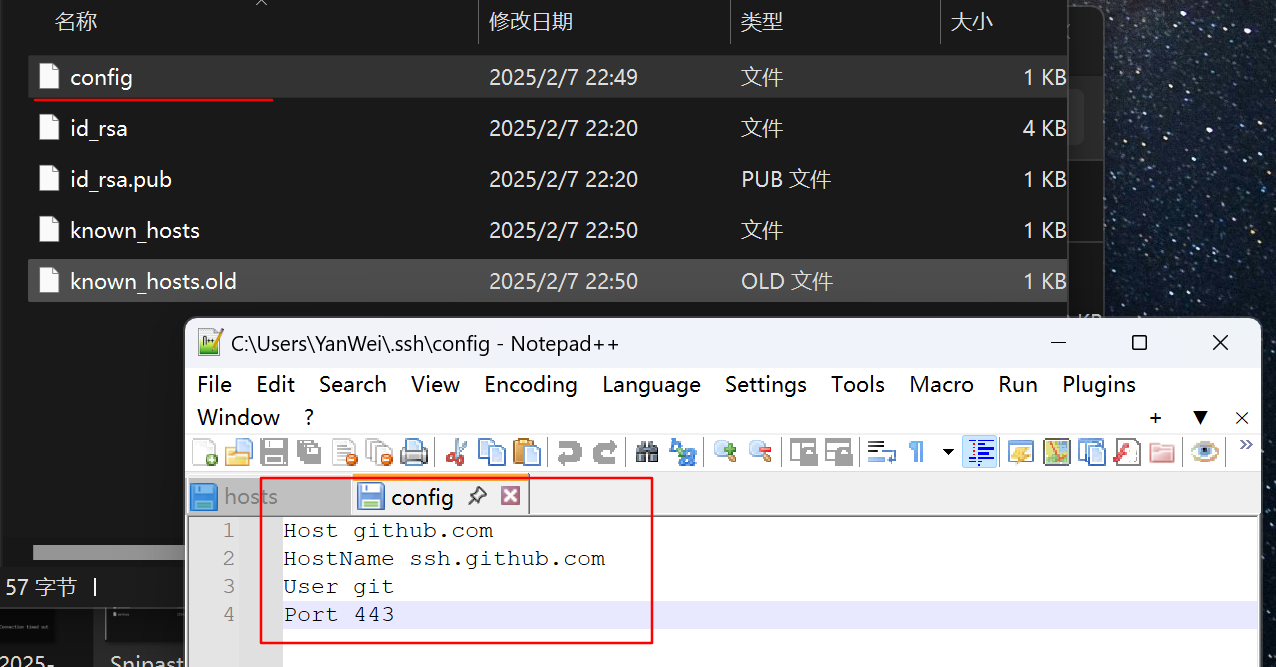 名称 修改日期 类型 大小
config 2025/2/7 22:49 文件 1 KB
id_rsa 2025/2/7 22:20 文件 4 KB
id_rsa.pub 2025/2/7 22:20 PUB 文件 1 KB
known_hosts 2025/2/7 22:50 文件 1 KB
known_hosts.old 2025/2/7 22:50 OLD 文件 1 KB
C:\Users\YanWei\.ssh\config - Notepad++
File Edit Search View Encoding Language Settings Tools Macro Run Plugins
Window ?
hosts config
1 Host github.com
2 HostName ssh.github.com
3 User git
4 Port 443
57 字节
Connection timed out
2025- Snipast